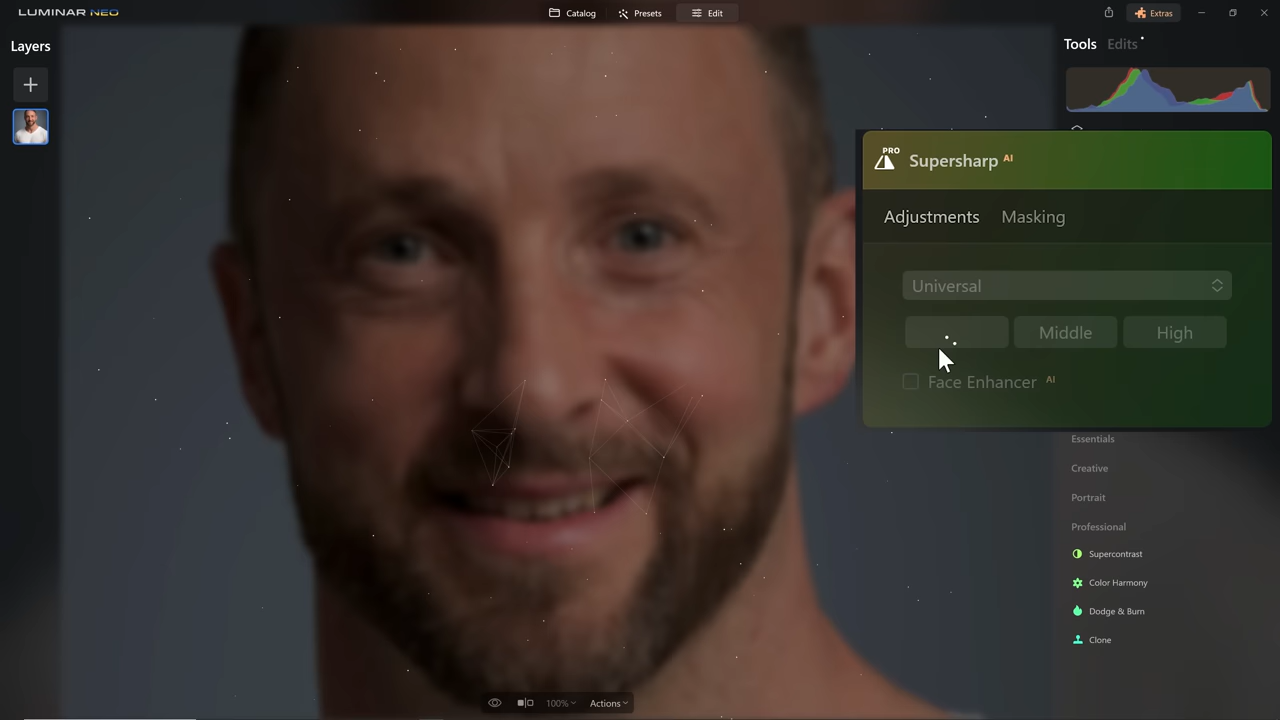 LUMINAR NEO
Catalog
Presets
Edit
Extras
Layers
Tools
Edits
PRO
Supersharp AI
Adjustments
Masking
Universal
Middle
High
Face Enhancer AI
Essentials
Creative
Portrait
Professional
Supercontrast
Color Harmony
Dodge & Burn
Clone
100%
Actions